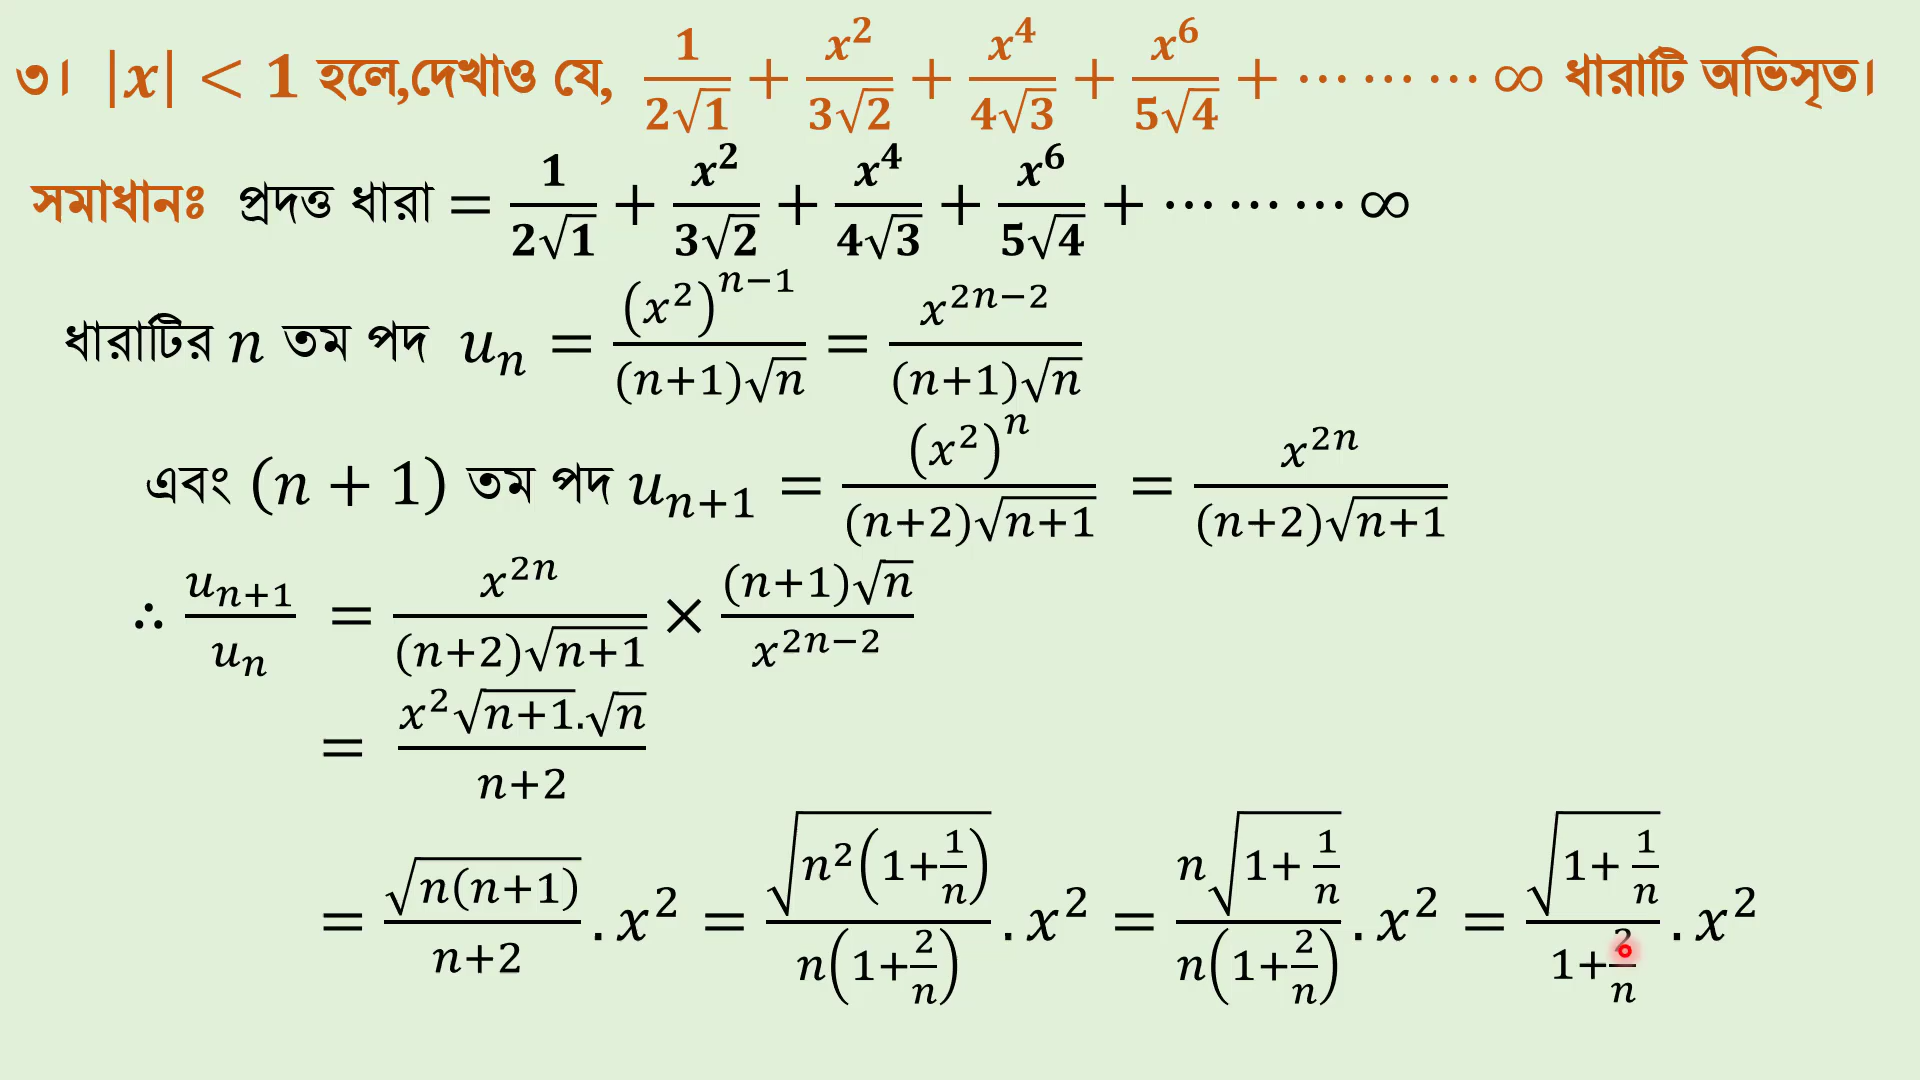 ৩। |x| < 1 হলে,দেখাও যে, 1/(2√1) + x²/(3√2) + x⁴/(4√3) + x⁶/(5√4) + ⋯ ⋯ ⋯ ∞ ধারাটি অভিসৃত।
সমাধানঃ প্রদত্ত ধারা = 1/(2√1) + x²/(3√2) + x⁴/(4√3) + x⁶/(5√4) + ⋯ ⋯ ⋯ ∞
ধারাটির n তম পদ uₙ = (x²)ⁿ⁻¹/((n+1)√n) = x²ⁿ⁻²/((n+1)√n)
এবং (n + 1) তম পদ uₙ₊₁ = (x²)ⁿ/((n+2)√(n+1)) = x²ⁿ/((n+2)√(n+1))
∴ uₙ₊₁/uₙ = x²ⁿ/((n+2)√(n+1)) × ((n+1)√n)/x²ⁿ⁻²
= (x²√(n+1).√n)/(n+2)
= √(n(n+1))/(n+2) . x² = √(n²(1+1/n))/(n(1+2/n)) . x² = n√(1+ 1/n)/(n(1+2/n)) . x² = √(1+ 1/n)/(1+2/n) . x²